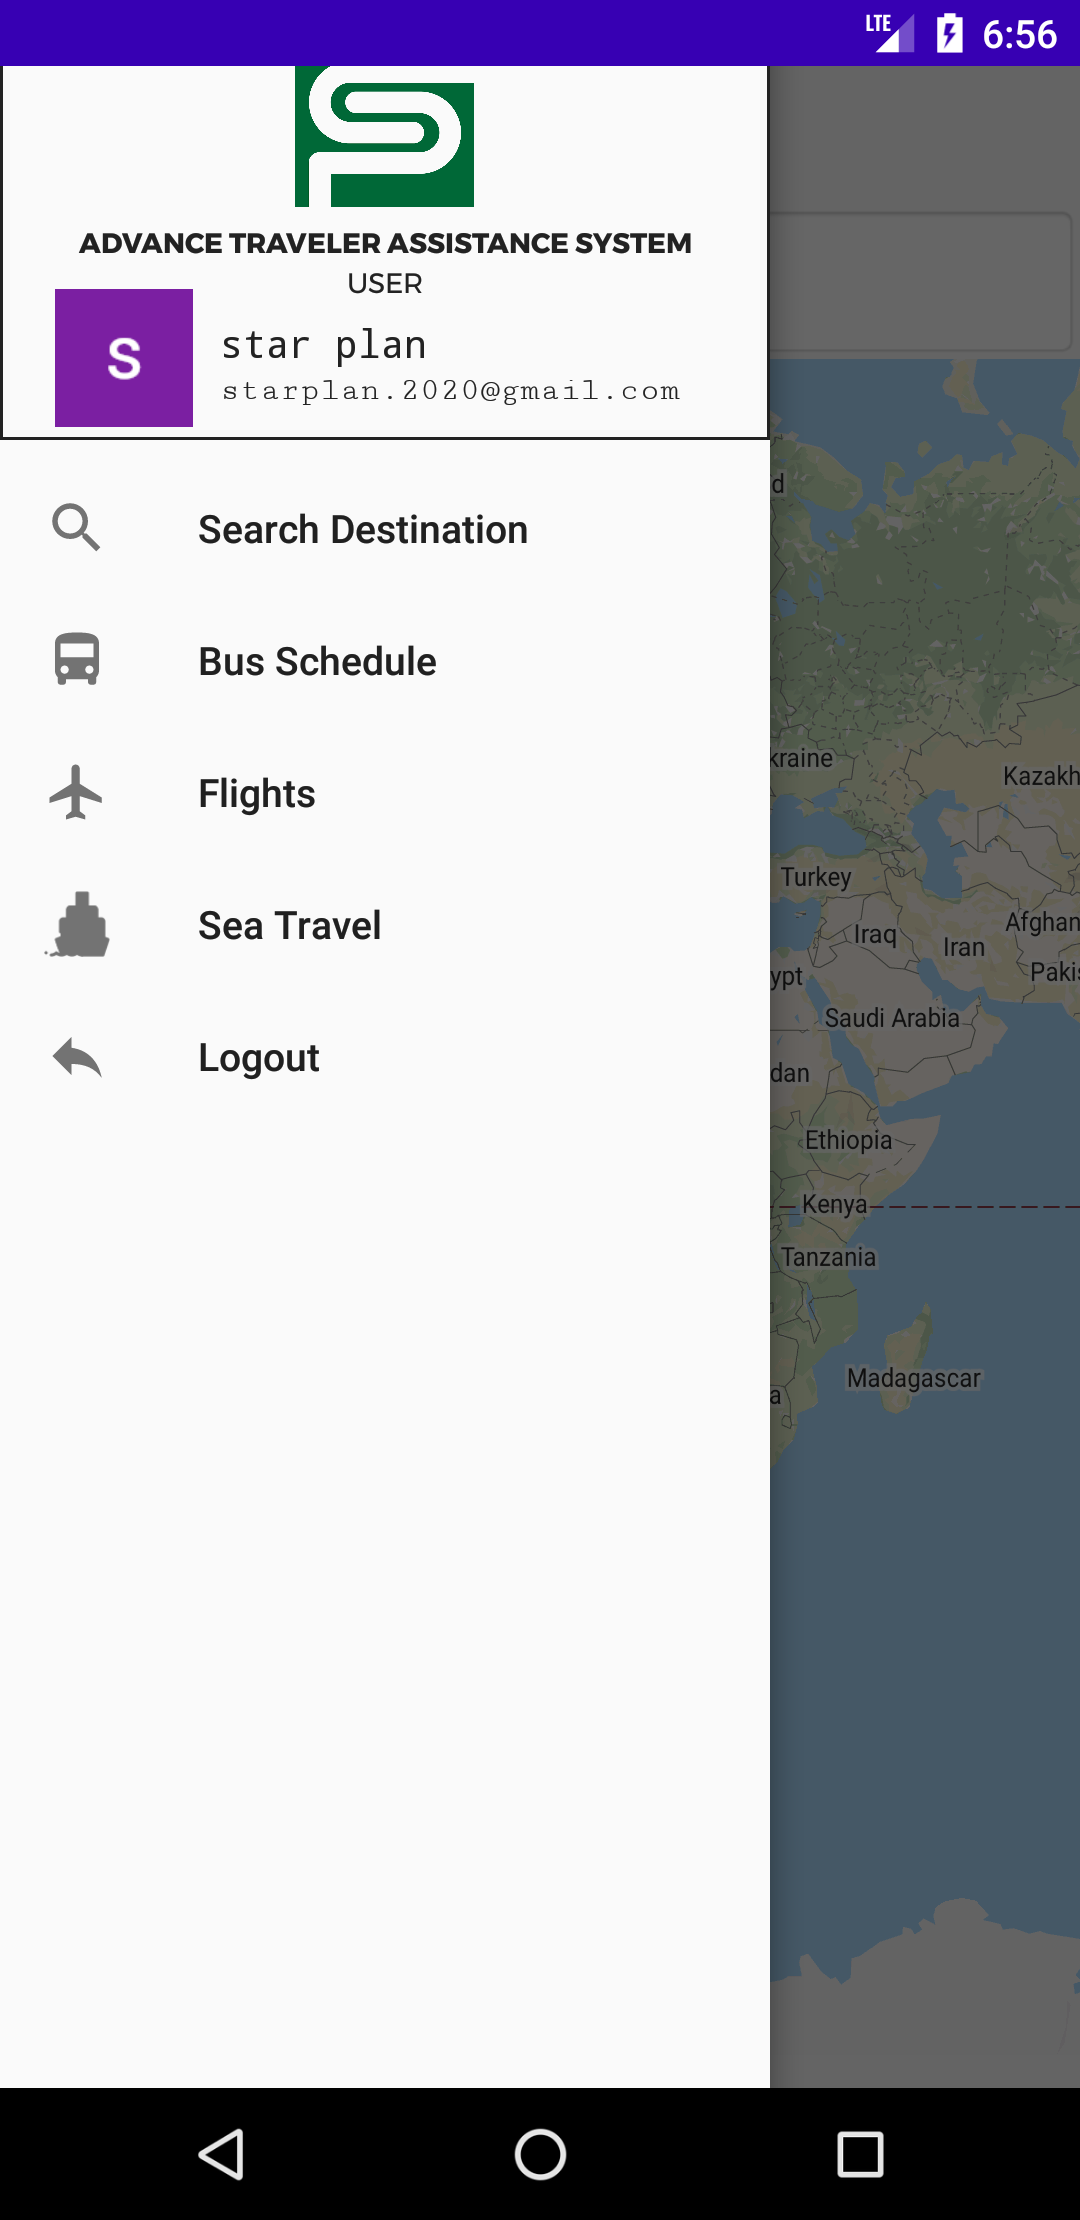 LTE 6:56
ADVANCE TRAVELER ASSISTANCE SYSTEM
USER
S
star plan
starplan.2020@gmail.com
Search Destination
Bus Schedule
Flights
Sea Travel
Logout
d
kraine
Kazakh
Turkey
Afghan
Iraq
Iran
ypt
Pakis
Saudi Arabia
dan
Ethiopia
Kenya
Tanzania
Madagascar
a